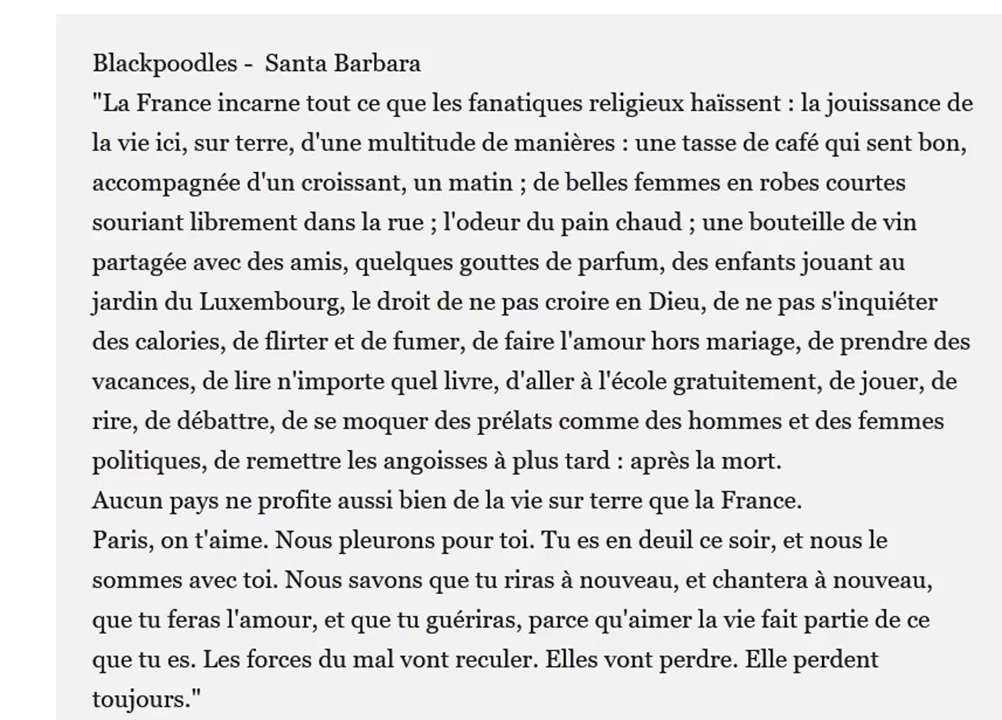 Blackpoodles -  Santa Barbara
"La France incarne tout ce que les fanatiques religieux haïssent : la jouissance de
la vie ici, sur terre, d'une multitude de manières : une tasse de café qui sent bon,
accompagnée d'un croissant, un matin ; de belles femmes en robes courtes
souriant librement dans la rue ; l'odeur du pain chaud ; une bouteille de vin
partagée avec des amis, quelques gouttes de parfum, des enfants jouant au
jardin du Luxembourg, le droit de ne pas croire en Dieu, de ne pas s'inquiéter
des calories, de flirter et de fumer, de faire l'amour hors mariage, de prendre des
vacances, de lire n'importe quel livre, d'aller à l'école gratuitement, de jouer, de
rire, de débattre, de se moquer des prélats comme des hommes et des femmes
politiques, de remettre les angoisses à plus tard : après la mort.
Aucun pays ne profite aussi bien de la vie sur terre que la France.
Paris, on t'aime. Nous pleurons pour toi. Tu es en deuil ce soir, et nous le
sommes avec toi. Nous savons que tu riras à nouveau, et chantera à nouveau,
que tu feras l'amour, et que tu guériras, parce qu'aimer la vie fait partie de ce
que tu es. Les forces du mal vont reculer. Elles vont perdre. Elle perdent
toujours."